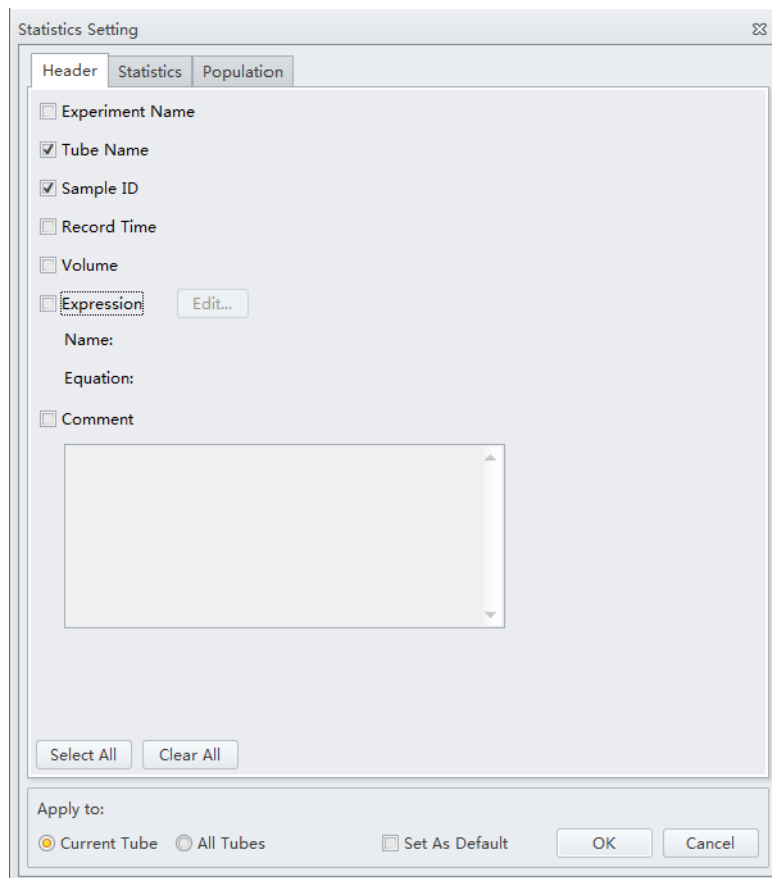 Statistics Setting
Header Statistics Population
Experiment Name
Tube Name
Sample ID
Record Time
Volume
Expression Edit...
Name:
Equation:
Comment
Select All Clear All
Apply to:
Current Tube All Tubes Set As Default OK Cancel